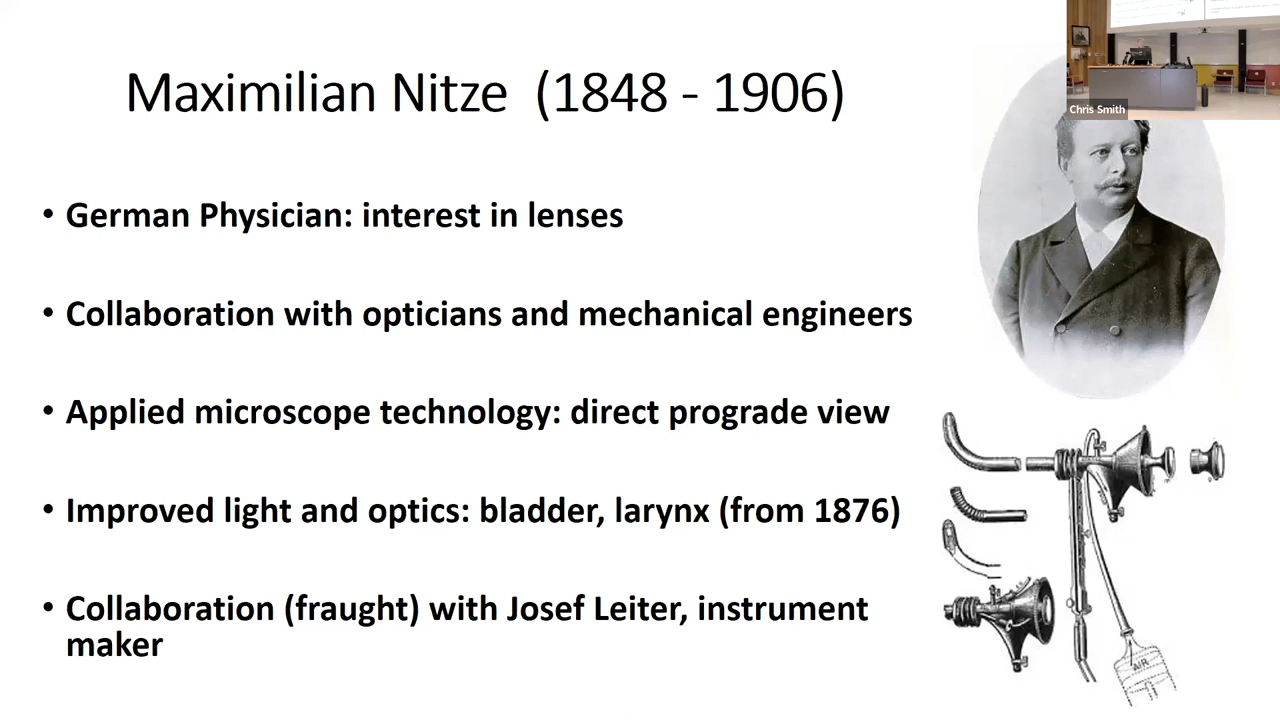 Maximilian Nitze (1848 - 1906)
Chris Smith
• German Physician: interest in lenses
• Collaboration with opticians and mechanical engineers
• Applied microscope technology: direct prograde view
• Improved light and optics: bladder, larynx (from 1876)
• Collaboration (fraught) with Josef Leiter, instrument
maker
AIR